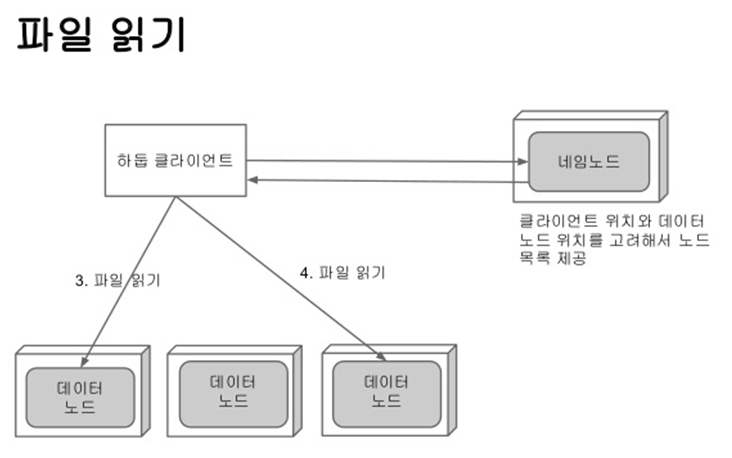 파일 읽기
하둡 클라이언트
네임노드
클라이언트 위치와 데이터
노드 위치를 고려해서 노드
목록 제공
3. 파일 읽기
4. 파일 읽기
데이터
노드
데이터
노드
데이터
노드